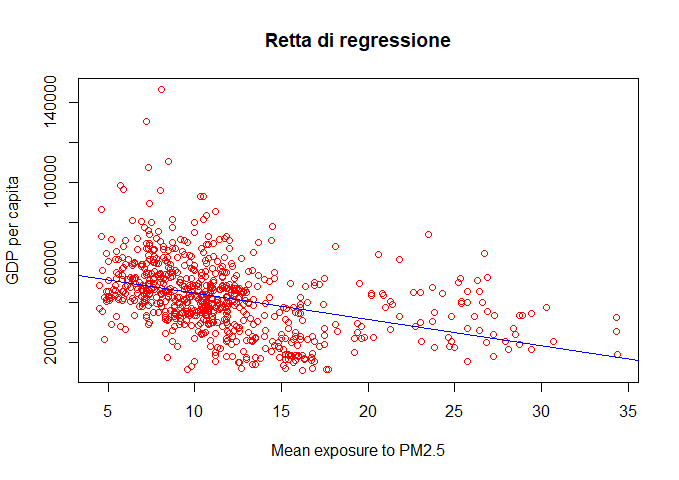 Retta di regressione
GDP per capita
140000
100000
60000
20000
5 10 15 20 25 30 35
Mean exposure to PM2.5